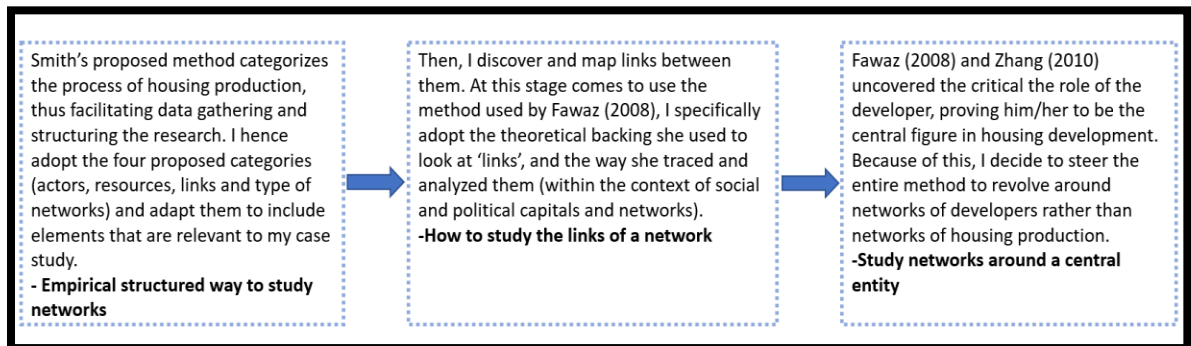 Smith's proposed method categorizes
the process of housing production,
thus facilitating data gathering and
structuring the research. I hence
adopt the four proposed categories
(actors, resources, links and type of
networks) and adapt them to include
elements that are relevant to my case
study.
- Empirical structured way to study
networks
Then, I discover and map links between
them. At this stage comes to use the
method used by Fawaz (2008), I specifically
adopt the theoretical backing she used to
look at 'links', and the way she traced and
analyzed them (within the context of social
and political capitals and networks).
-How to study the links of a network
Fawaz (2008) and Zhang (2010)
uncovered the critical the role of the
developer, proving him/her to be the
central figure in housing development.
Because of this, I decide to steer the
entire method to revolve around
networks of developers rather than
networks of housing production.
-Study networks around a central
entity